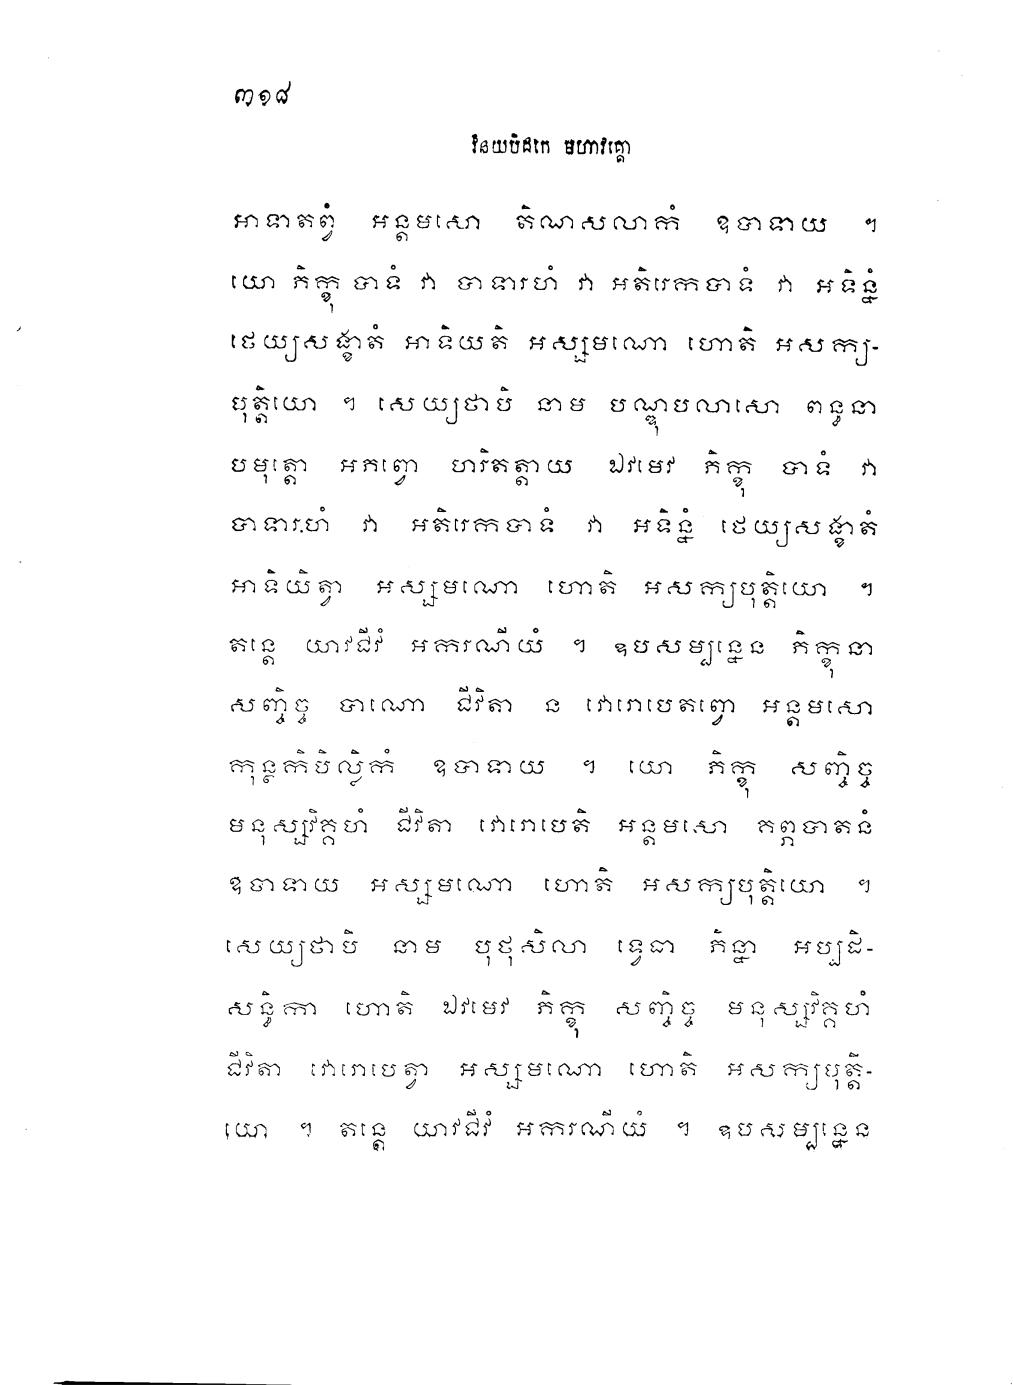 ៣១៨
វិនយបិដកេ មហាវគ្គោ
អាទាតព្វំ អន្តមសោ តិណសលាកំ ឧបាទាយ ។
យោ ភិក្ខុ បាទំ វា បាទារហំ វា អតិរេកបាទំ វា អទិន្នំ
ថេយ្យសង្ខាតំ អាទិយតិ អស្សមណោ ហោតិ អសក្យ-
បុត្តិយោ ។ សេយ្យថាបិ នាម បណ្ឌុបលាសោ ពន្ធនា
បមុត្តោ អភព្វោ ហរិតត្តាយ ឯវមេវ ភិក្ខុ បាទំ វា
បាទារហំ វា អតិរេកបាទំ វា អទិន្នំ ថេយ្យសង្ខាតំ
អាទិយិត្វា អស្សមណោ ហោតិ អសក្យបុត្តិយោ ។
តន្តេ យាវជីវំ អករណីយំ ។ ឧបសម្បន្នេន ភិក្ខុនា
សញ្ចិច្ច បាណោ ជីវិតា ន វោរោបេតព្វោ អន្តមសោ
កុន្ថកិបិល្លិកំ ឧបាទាយ ។ យោ ភិក្ខុ សញ្ចិច្ច
មនុស្សវិគ្គហំ ជីវិតា វោរោបេតិ អន្តមសោ គព្ភបាតនំ
ឧបាទាយ អស្សមណោ ហោតិ អសក្យបុត្តិយោ ។
សេយ្យថាបិ នាម បុថុសិលា ទ្វេធា ភិន្នា អប្បដិ-
សន្ធិកា ហោតិ ឯវមេវ ភិក្ខុ សញ្ចិច្ច មនុស្សវិគ្គហំ
ជីវិតា វោរោបេត្វា អស្សមណោ ហោតិ អសក្យបុត្តិ-
យោ ។ តន្តេ យាវជីវំ អករណីយំ ។ ឧបសម្បន្នេន